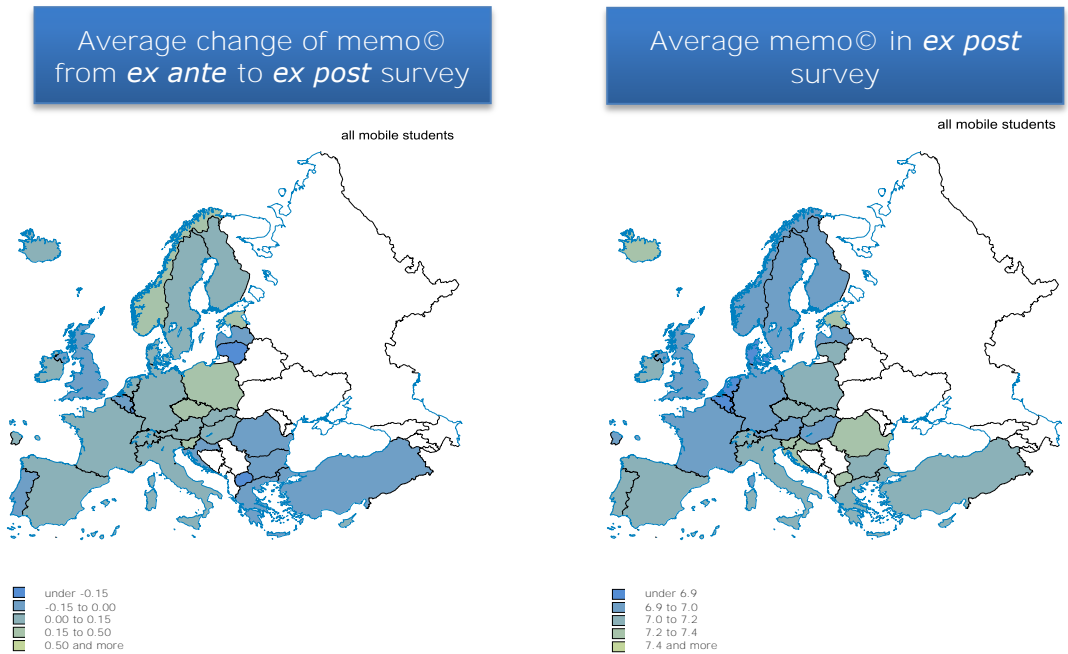 Average change of memo©
from ex ante to ex post survey
all mobile students
under -0.15
-0.15 to 0.00
0.00 to 0.15
0.15 to 0.50
0.50 and more
Average memo© in ex post
survey
all mobile students
under 6.9
6.9 to 7.0
7.0 to 7.2
7.2 to 7.4
7.4 and more